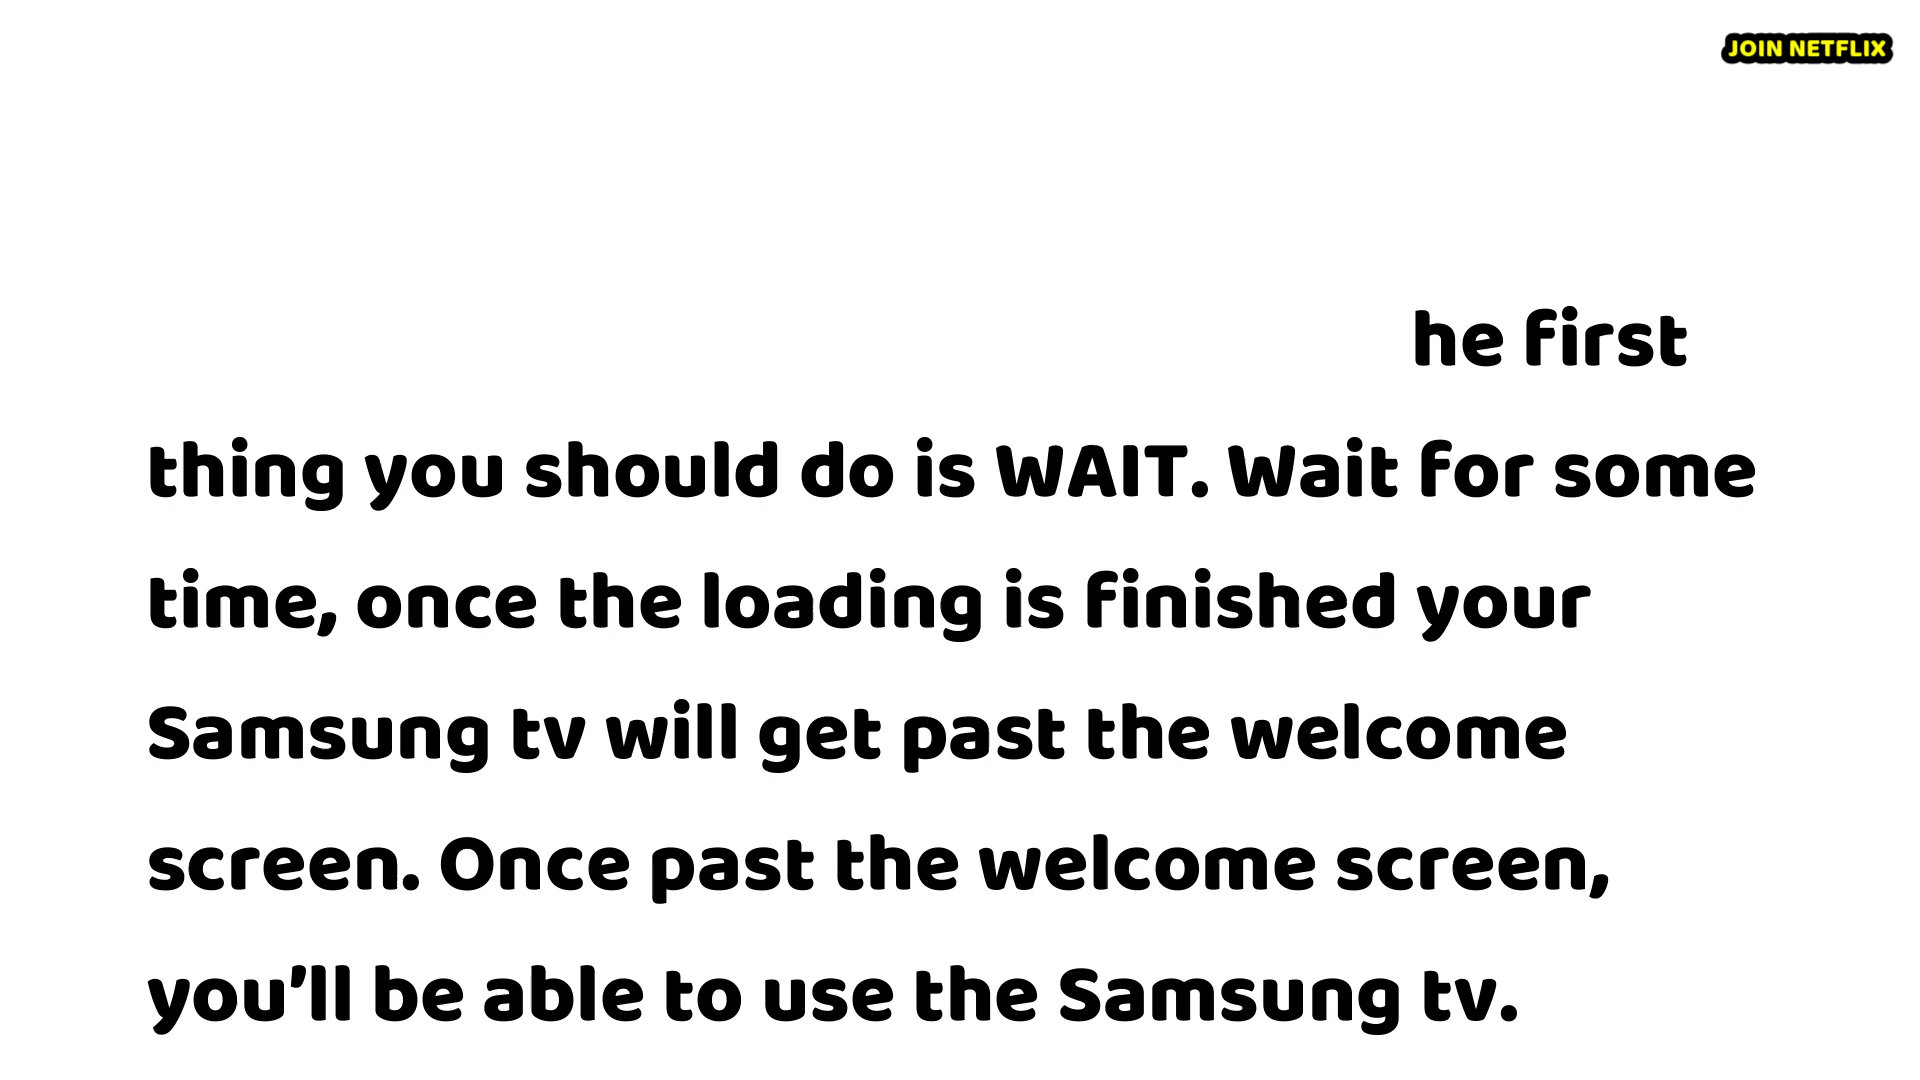 JOIN NETFLIX
he first
thing you should do is WAIT. Wait for some
time, once the loading is finished your
Samsung tv will get past the welcome
screen. Once past the welcome screen,
you’ll be able to use the Samsung tv.